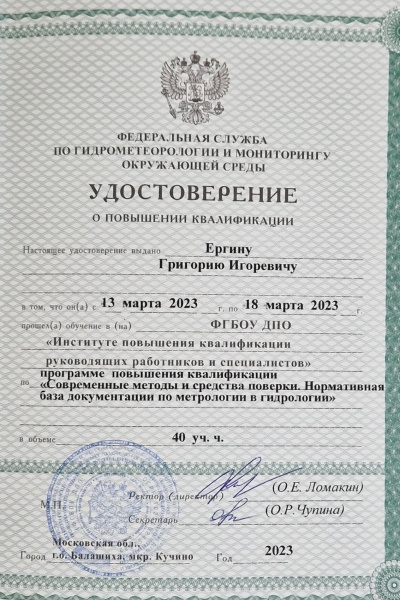 ФЕДЕРАЛЬНАЯ СЛУЖБА
ПО ГИДРОМЕТЕОРОЛОГИИ И МОНИТОРИНГУ
ОКРУЖАЮЩЕЙ СРЕДЫ
УДОСТОВЕРЕНИЕ
О ПОВЫШЕНИИ КВАЛИФИКАЦИИ
Настоящее удостоверение выдано Ергину
Григорию Игоревичу
в том, что он(а) с 13 марта 2023 г. по 18 марта 2023 г.
прошел(а) обучение в (на) ФГБОУ ДПО
«Институте повышения квалификации
руководящих работников и специалистов»
программе повышения квалификации
по «Современные методы и средства поверки. Нормативная
база документации по метрологии в гидрологии»
в объеме 40 уч. ч.
Ректор (директор) (О.Е. Ломакин)
М.П.
Секретарь (О.Р.Чупина)
Московская обл.,
Город г.о. Балашиха, мкр. Кучино Год 2023